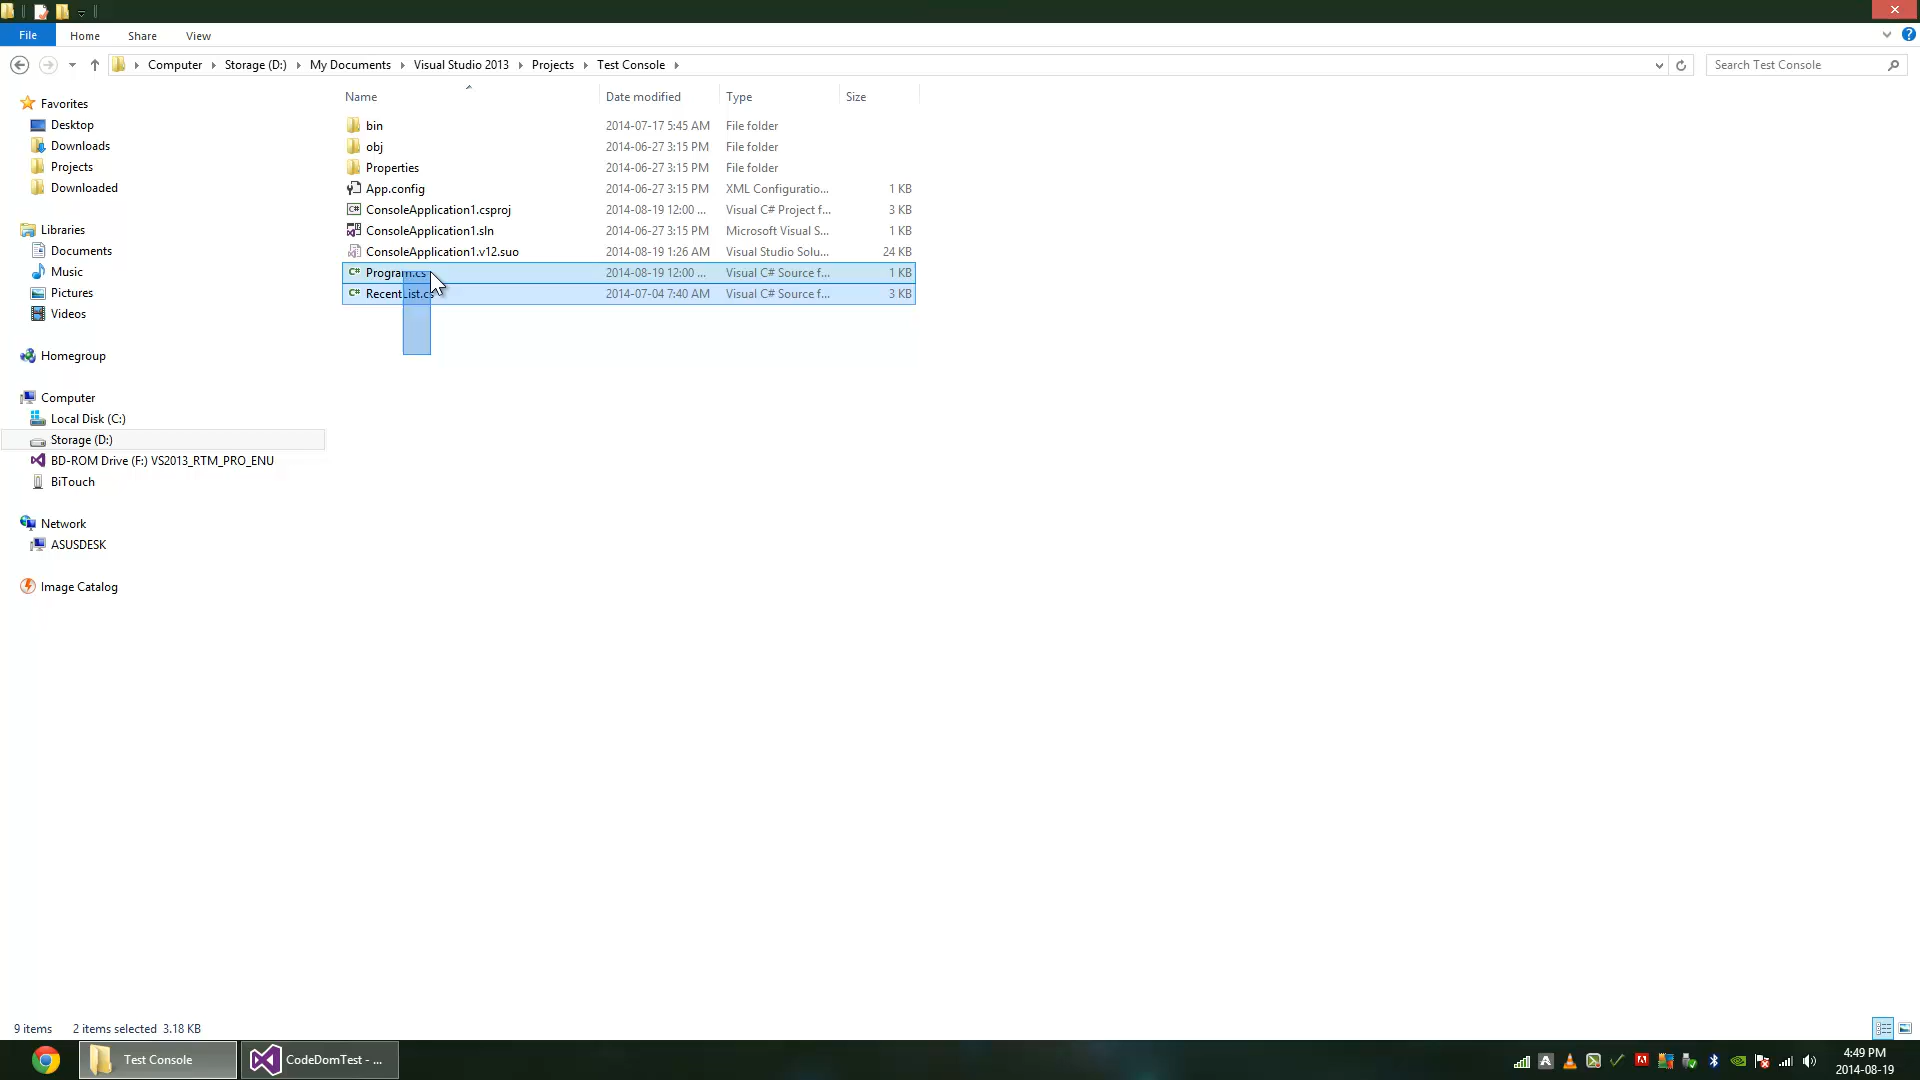 File
Home
Share
View
Computer
Storage (D:)
My Documents
Visual Studio 2013
Projects
Test Console
Search Test Console
Favorites
Desktop
Downloads
Projects
Downloaded
Libraries
Documents
Music
Pictures
Videos
Homegroup
Computer
Local Disk (C:)
Storage (D:)
BD-ROM Drive (F:) VS2013_RTM_PRO_ENU
BiTouch
Network
ASUSDESK
Image Catalog
Name Date modified Type Size
bin 2014-07-17 5:45 AM File folder
obj 2014-06-27 3:15 PM File folder
Properties 2014-06-27 3:15 PM File folder
App.config 2014-06-27 3:15 PM XML Configuratio... 1 KB
ConsoleApplication1.csproj 2014-08-19 12:00 ... Visual C# Project f... 3 KB
ConsoleApplication1.sln 2014-06-27 3:15 PM Microsoft Visual S... 1 KB
ConsoleApplication1.v12.suo 2014-08-19 1:26 AM Visual Studio Solu... 24 KB
Program.cs 2014-08-19 12:00 ... Visual C# Source f... 1 KB
RecentList.cs 2014-07-04 7:40 AM Visual C# Source f... 3 KB
9 items 2 items selected 3.18 KB
Test Console
CodeDomTest - ...
4:49 PM
2014-08-19